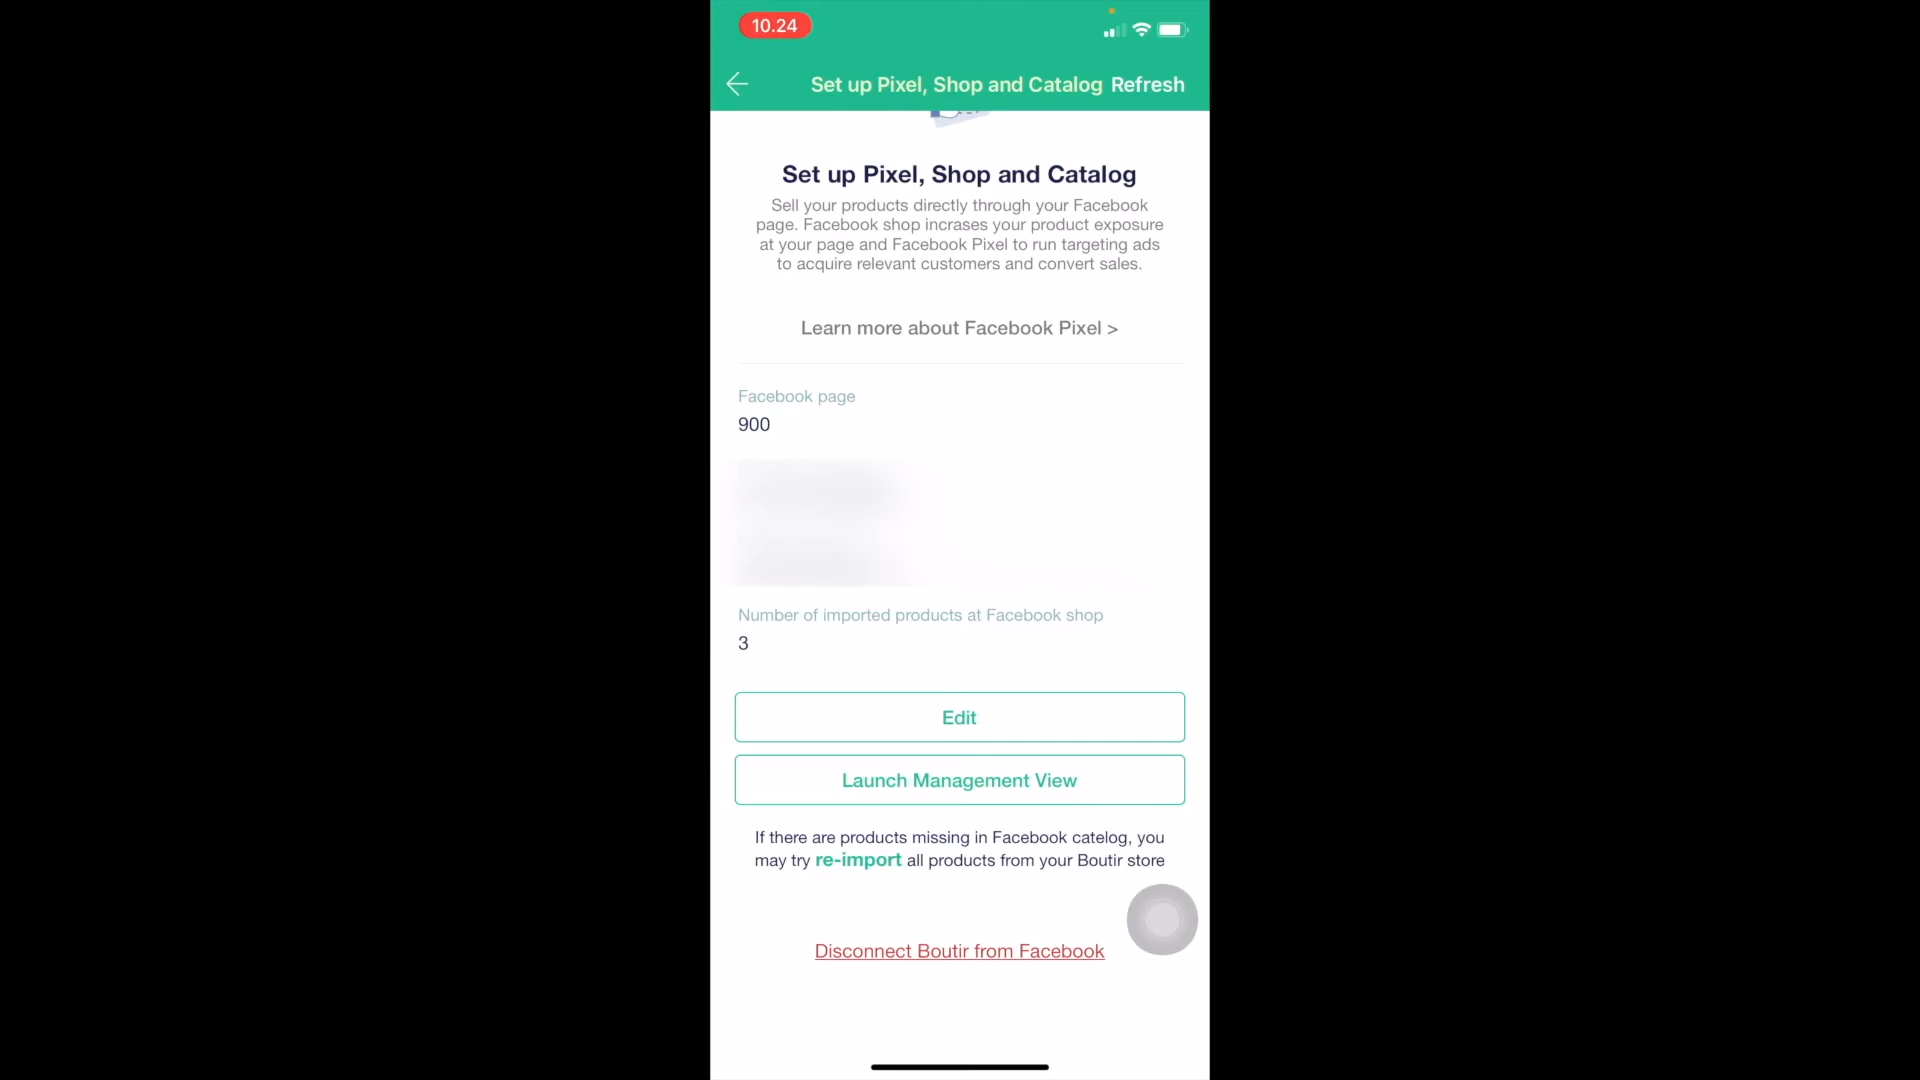 10.24
Set up Pixel, Shop and Catalog Refresh
Set up Pixel, Shop and Catalog
Sell your products directly through your Facebook
page. Facebook shop incrases your product exposure
at your page and Facebook Pixel to run targeting ads
to acquire relevant customers and convert sales.
Learn more about Facebook Pixel >
Facebook page
900
Number of imported products at Facebook shop
3
Edit
Launch Management View
If there are products missing in Facebook catelog, you
may try re-import all products from your Boutir store
Disconnect Boutir from Facebook